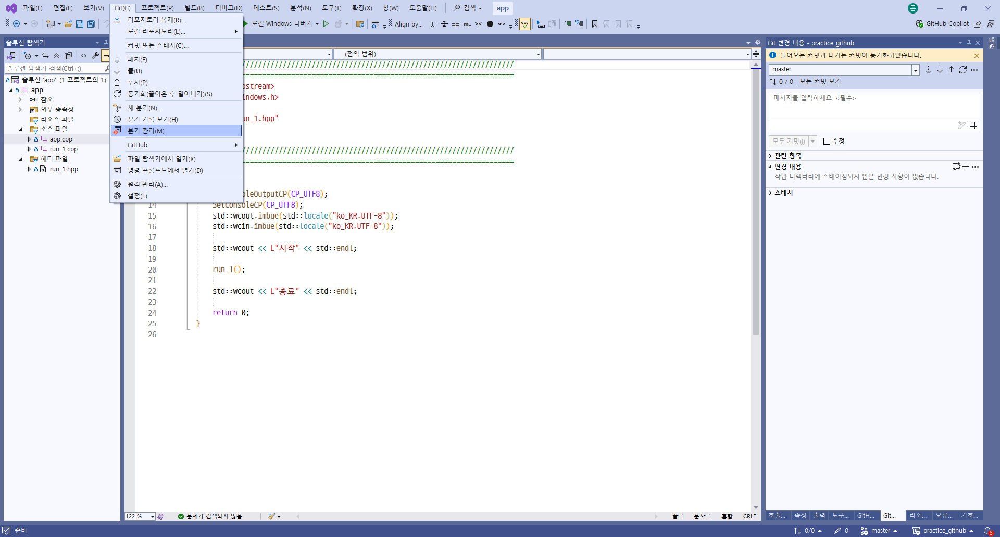 파일(F) 편집(E) 보기(V) Git(G) 프로젝트(P) 빌드(B) 디버그(D) 테스트(S) 분석(N) 도구(T) 확장(X) 창(W) 도움말(H) 검색 app
로컬 Windows 디버거 Align by... GitHub Copilot
솔루션 탐색기
솔루션 탐색기 검색(Ctrl+;)
솔루션 'app' (1 프로젝트의 1)
app
참조
외부 종속성
리소스 파일
소스 파일
app.cpp
run_1.cpp
헤더 파일
run_1.hpp
리포지토리 복제(R)...
로컬 리포지토리(L)...
커밋 또는 스태시(C)...
페치(F)
풀(U)
푸시(P)
동기화(끌어온 후 밀어내기)(S)
새 분기(N)...
분기 기록 보기(H)
분기 관리(M)
GitHub
파일 탐색기에서 열기(X)
명령 프롬프트에서 열기(D)
원격 관리(A)...
설정(E)
(전역 범위)
//////////////////////////////////////////////////////////////////
==================================================================
ostream>
ndows.h>
un_1.hpp"
//////////////////////////////////////////////////////////////////
==================================================================
oleOutputCP(CP_UTF8);
14 SetConsoleCP(CP_UTF8);
15 std::wcout.imbue(std::locale("ko_KR.UTF-8"));
16 std::wcin.imbue(std::locale("ko_KR.UTF-8"));
17
18 std::wcout << L"시작" << std::endl;
19
20 run_1();
21
22 std::wcout << L"종료" << std::endl;
23
24 return 0;
25 }
26
122 % 문제가 검색되지 않음 줄: 1 문자: 1 혼합 CRLF
Git 변경 내용 - practice_github
들어오는 커밋과 나가는 커밋이 동기화되었습니다.
master
0 / 0 모든 커밋 보기
메시지를 입력하세요. <필수>
모두 커밋(I) 수정
관련 항목
변경 내용
작업 디렉터리에 스테이징되지 않은 변경 사항이 없습니다.
스태시
호출... 속성 출력 도구... GitH... Git... 리소... 오류... 기호...
알림
준비 0/0 0 master practice_github 3